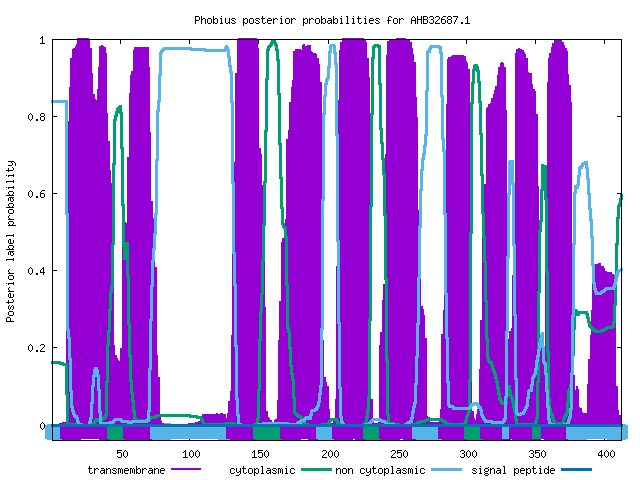 Phobius posterior probabilities for AHB32687.1
Posterior label probability
1
0.8
0.6
0.4
0.2
0
50 100 150 200 250 300 350 400
transmembrane cytoplasmic non cytoplasmic signal peptide